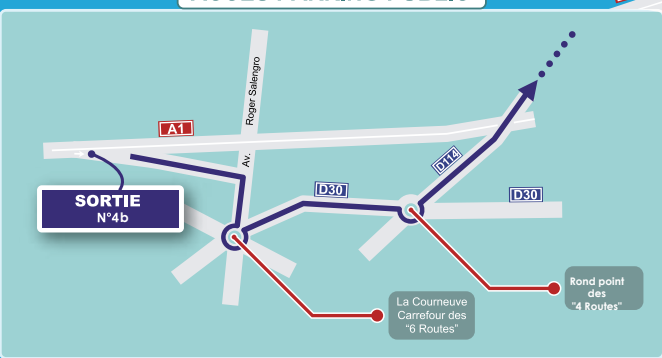 A1
Av. Roger Salengro
SORTIE
N°4b
D30
D114
D30
La Courneuve
Carrefour des
"6 Routes"
Rond point
des
"4 Routes"